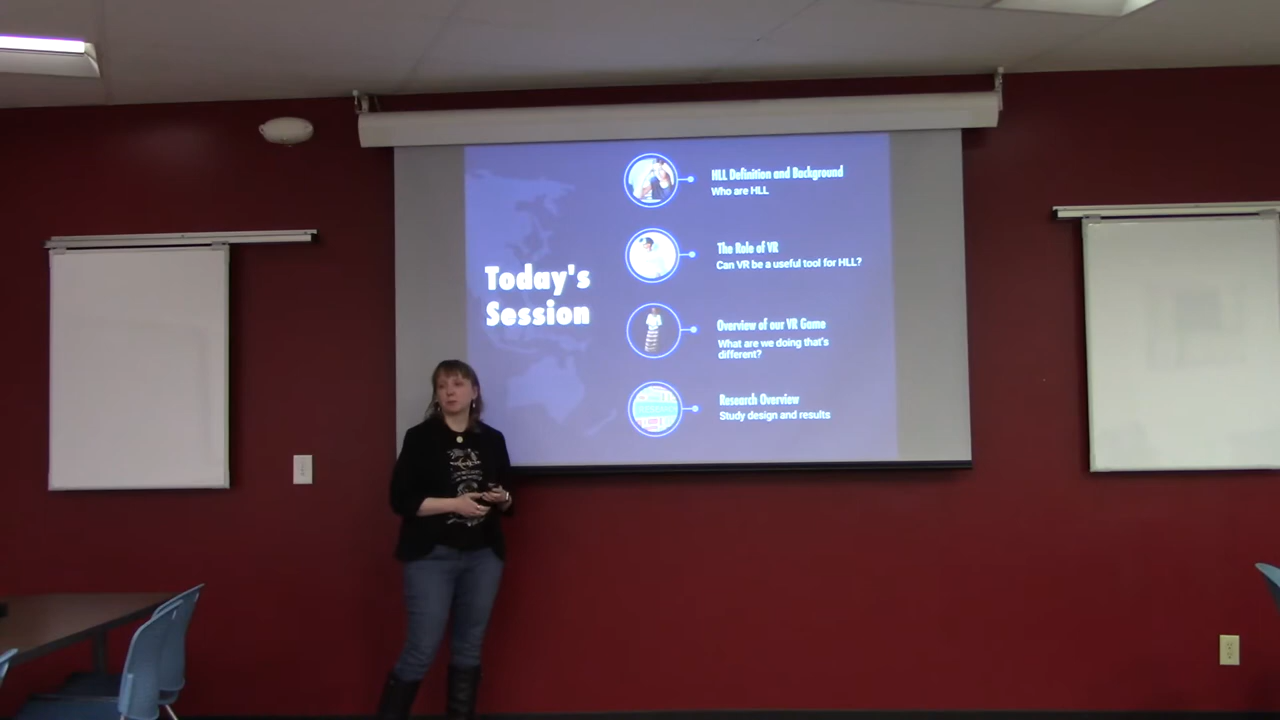 Today's
Session
HLL Definition and Background
Who are HLL
The Role of VR
Can VR be a useful tool for HLL?
Overview of our VR Game
What are we doing that's
different?
Research Overview
Study design and results